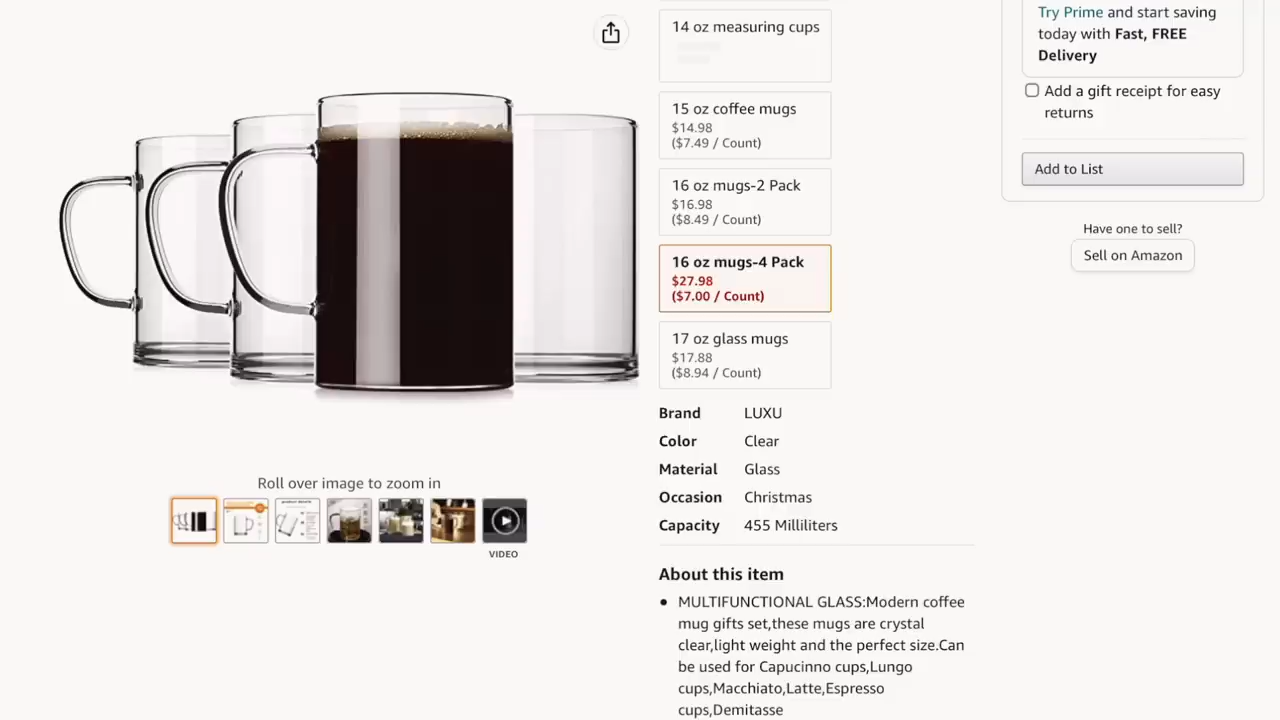 14 oz measuring cups
15 oz coffee mugs
$14.98
($7.49 / Count)
16 oz mugs-2 Pack
$16.98
($8.49 / Count)
16 oz mugs-4 Pack
$27.98
($7.00 / Count)
17 oz glass mugs
$17.88
($8.94 / Count)
Roll over image to zoom in
VIDEO
Brand LUXU
Color Clear
Material Glass
Occasion Christmas
Capacity 455 Milliliters
About this item
MULTIFUNCTIONAL GLASS:Modern coffee
mug gifts set,these mugs are crystal
clear,light weight and the perfect size.Can
be used for Capucinno cups,Lungo
cups,Macchiato,Latte,Espresso
cups,Demitasse
Try Prime and start saving
today with Fast, FREE
Delivery
Add a gift receipt for easy
returns
Add to List
Have one to sell?
Sell on Amazon